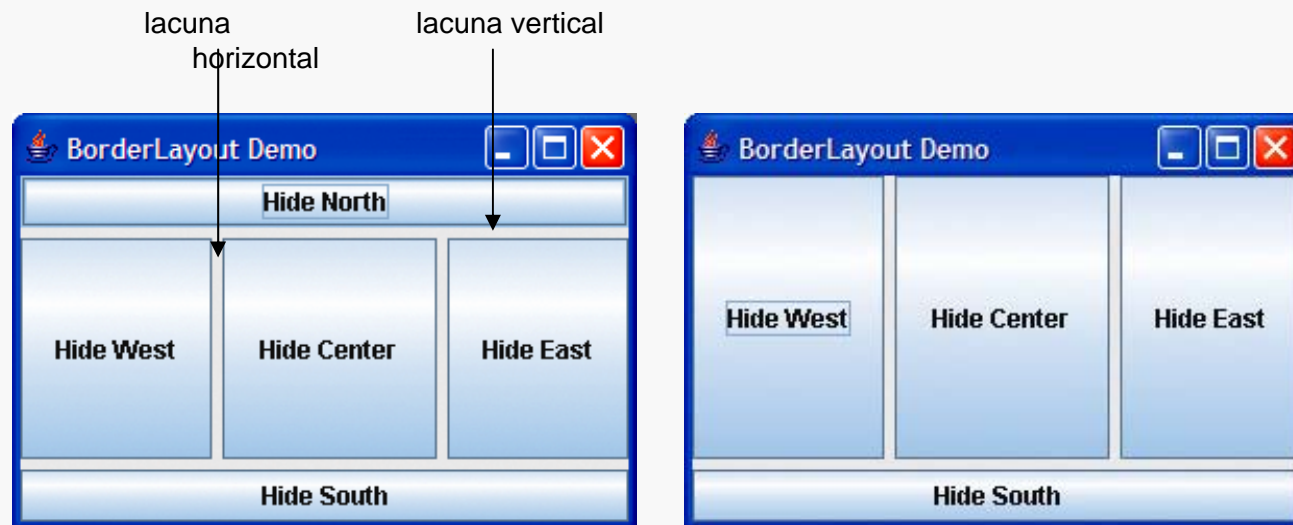 lacuna
horizontal
lacuna vertical
BorderLayout Demo
Hide North
Hide West
Hide Center
Hide East
Hide South
BorderLayout Demo
Hide West
Hide Center
Hide East
Hide South